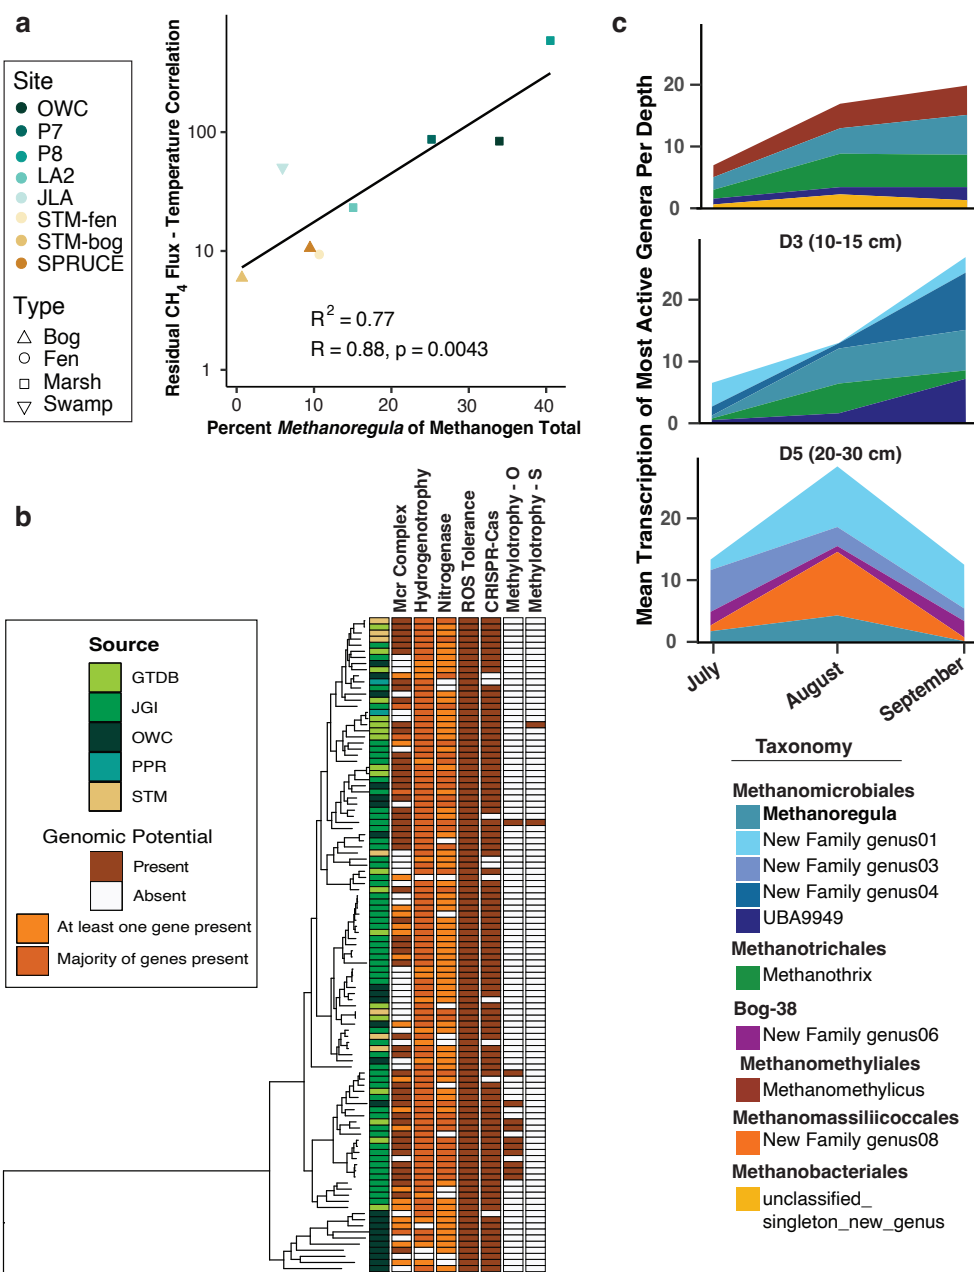 a
Site
OWC
P7
P8
LA2
JLA
STM-fen
STM-bog
SPRUCE
Type
Bog
Fen
Marsh
Swamp
Residual CH4 Flux - Temperature Correlation
100
10
1
R2 = 0.77
R = 0.88, p = 0.0043
0
10
20
30
40
Percent Methanoregula of Methanogen Total
b
Source
GTDB
JGI
OWC
PPR
STM
Genomic Potential
Present
Absent
At least one gene present
Majority of genes present
Mcr Complex
Hydrogenotrophy
Nitrogenase
ROS Tolerance
CRISPR-Cas
Methylotrophy - O
Methylotrophy - S
c
Mean Transcription of Most Active Genera Per Depth
20
10
0
D3 (10-15 cm)
20
10
0
D5 (20-30 cm)
20
10
0
July
August
September
Taxonomy
Methanomicrobiales
Methanoregula
New Family genus01
New Family genus03
New Family genus04
UBA9949
Methanotrichales
Methanothrix
Bog-38
New Family genus06
Methanomethyliales
Methanomethylicus
Methanomassiliicoccales
New Family genus08
Methanobacteriales
unclassified_
singleton_new_genus